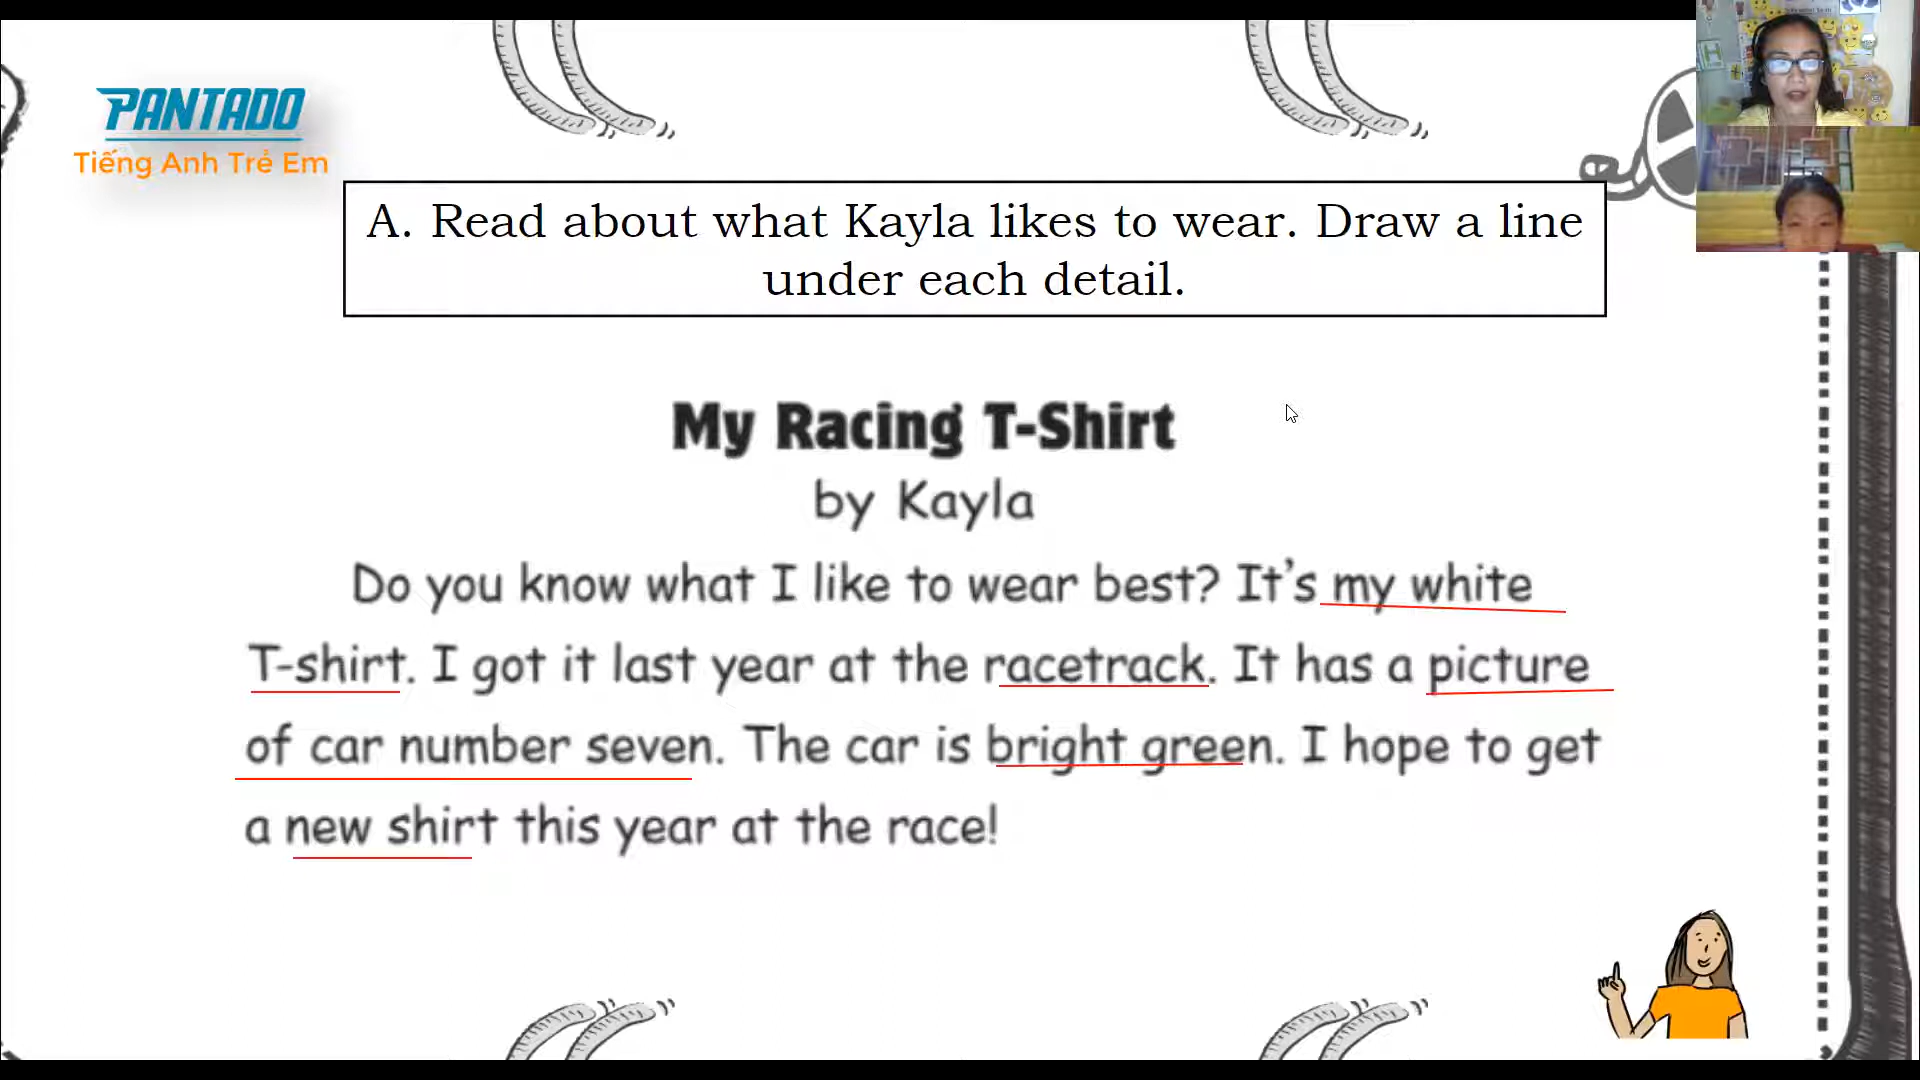 PANTADO
Tiếng Anh Trẻ Em
A. Read about what Kayla likes to wear. Draw a line
under each detail.
My Racing T-Shirt
by Kayla
Do you know what I like to wear best? It's my white
T-shirt. I got it last year at the racetrack. It has a picture
of car number seven. The car is bright green. I hope to get
a new shirt this year at the race!